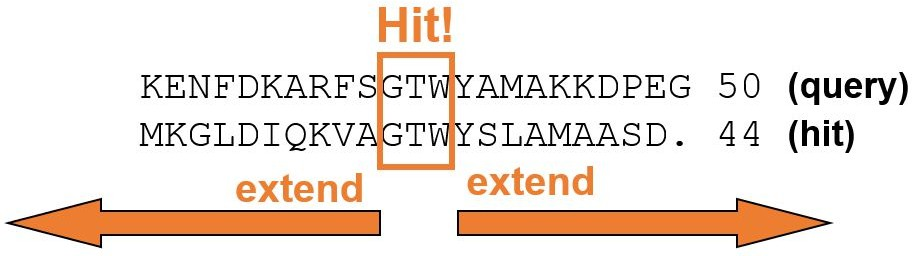 Hit!
KENFDKARFSGTWYAMAKKDPEG 50 (query)
MKGLDIQKVAGTWYSLAMAASD. 44 (hit)
extend extend